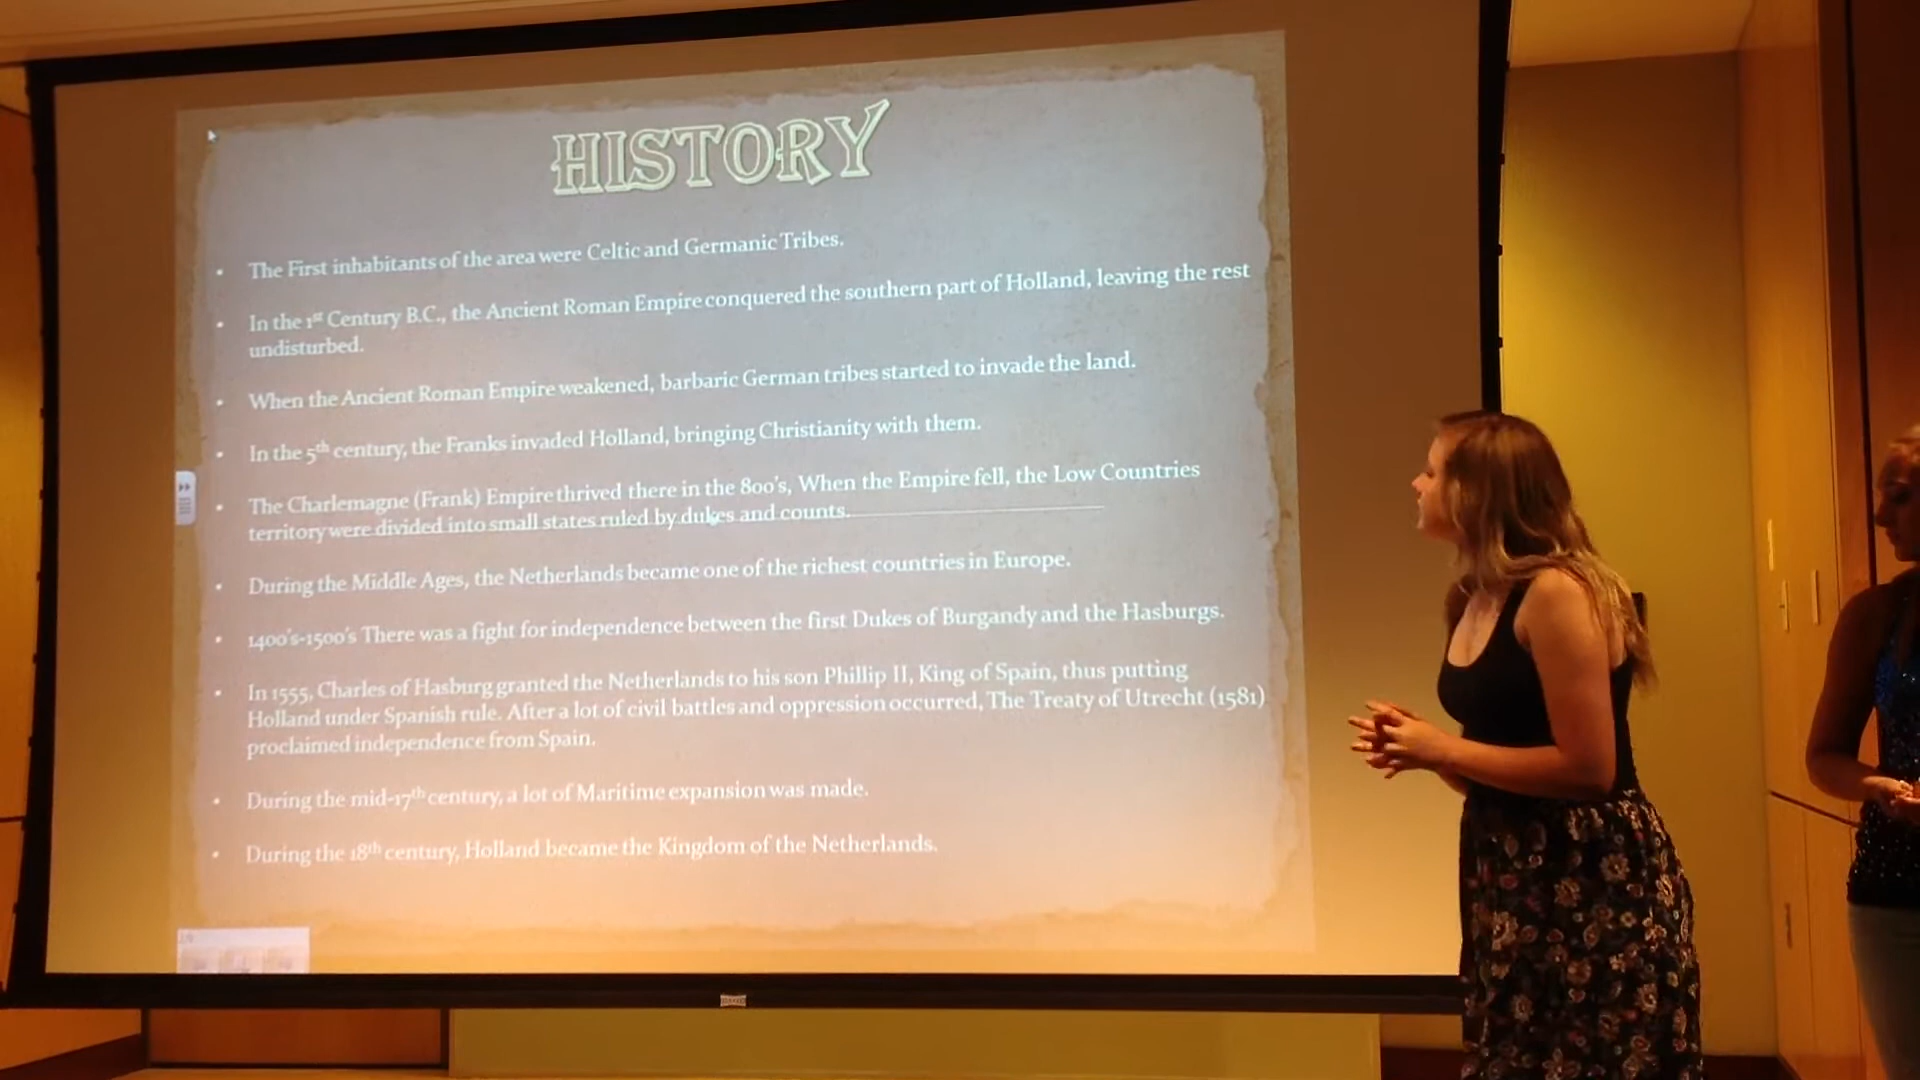 HISTORY
• The First inhabitants of the area were Celtic and Germanic Tribes.
• In the 1st Century B.C., the Ancient Roman Empire conquered the southern part of Holland, leaving the rest
undisturbed.
• When the Ancient Roman Empire weakened, barbaric German tribes started to invade the land.
• In the 5th century, the Franks invaded Holland, bringing Christianity with them.
• The Charlemagne (Frank) Empire thrived there in the 800's, When the Empire fell, the Low Countries
territory were divided into small states ruled by dukes and counts.
• During the Middle Ages, the Netherlands became one of the richest countries in Europe.
• 1400's-1500's There was a fight for independence between the first Dukes of Burgandy and the Hasburgs.
• In 1555, Charles of Hasburg granted the Netherlands to his son Phillip II, King of Spain, thus putting
Holland under Spanish rule. After a lot of civil battles and oppression occurred, The Treaty of Utrecht (1581)
proclaimed independence from Spain.
• During the mid-17th century, a lot of Maritime expansion was made.
• During the 18th century, Holland became the Kingdom of the Netherlands.